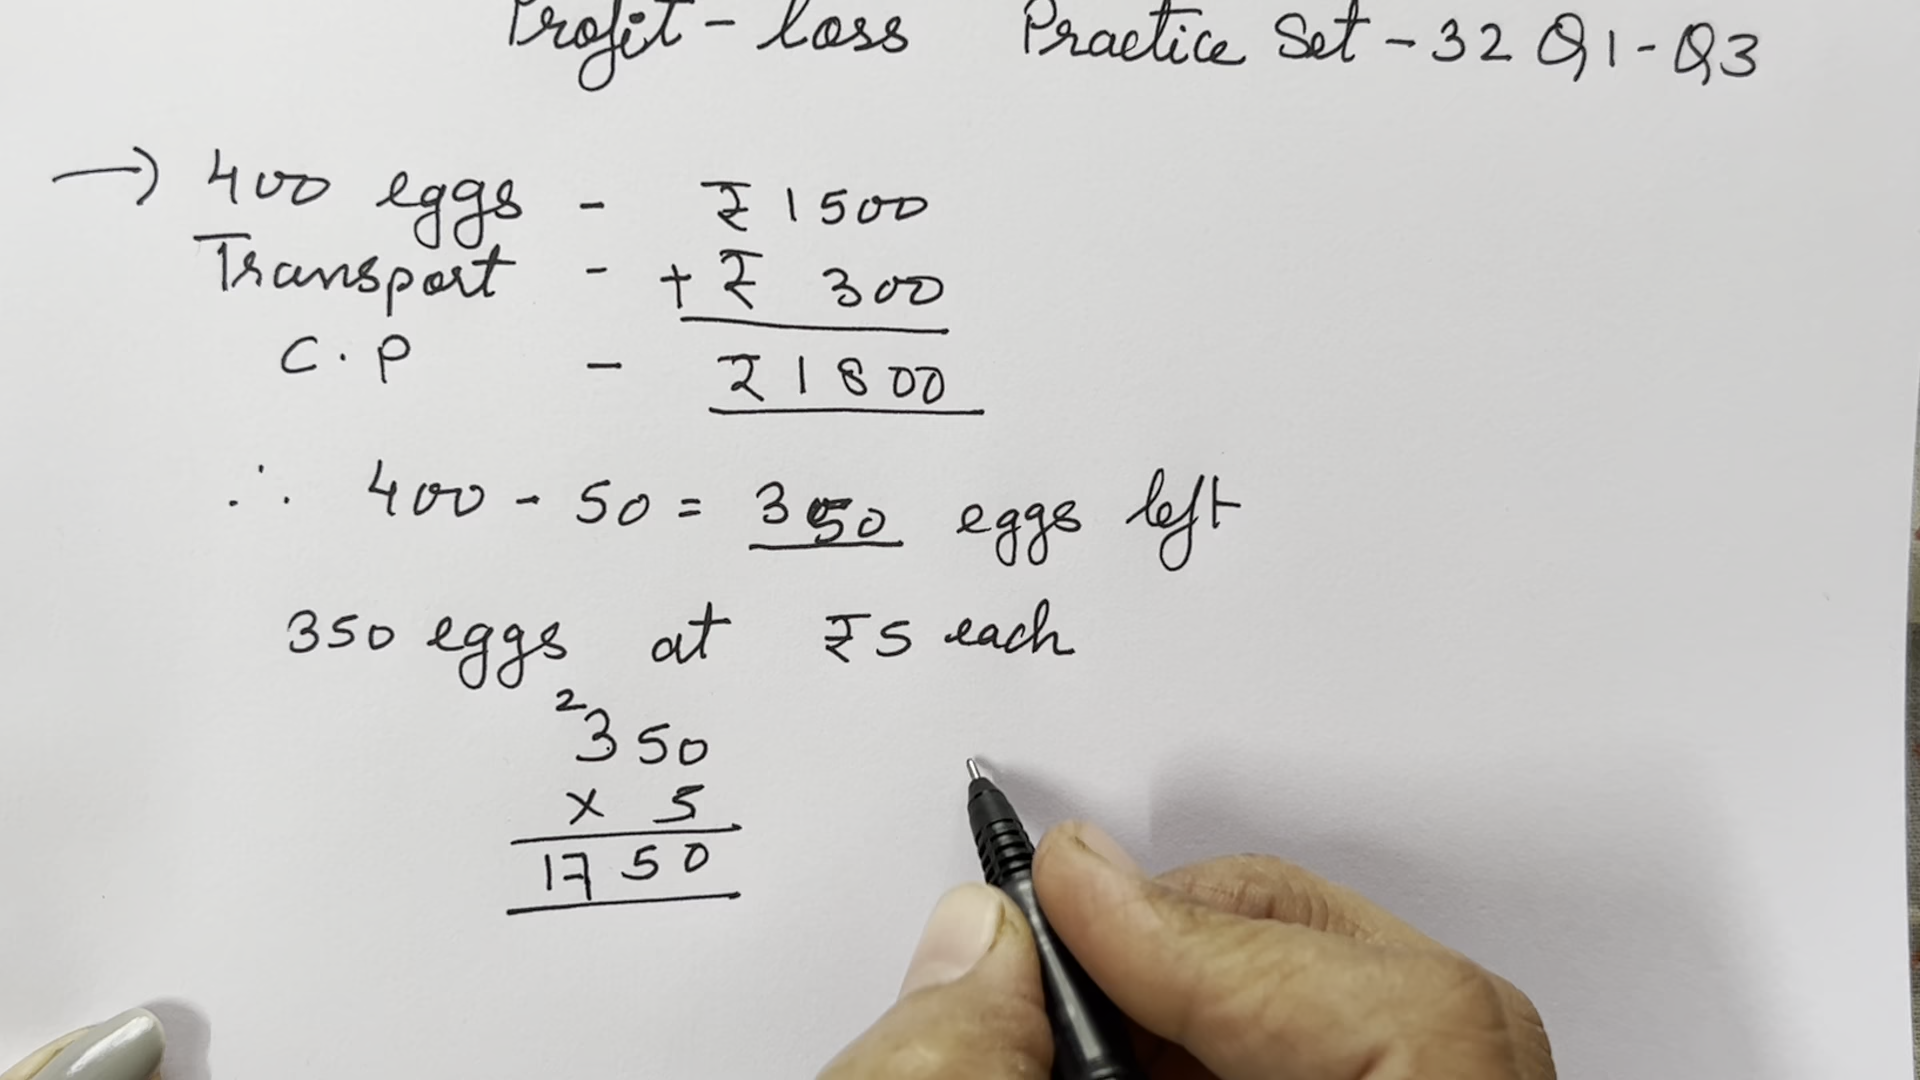 Profit - loss Practice Set - 32 Q1 - Q3
→ 400 eggs - ₹ 1500
Transport - + ₹ 300
C.P - ₹ 1800
∴ 400 - 50 = 350 eggs left
350 eggs at ₹5 each
2
350
x 5
1750